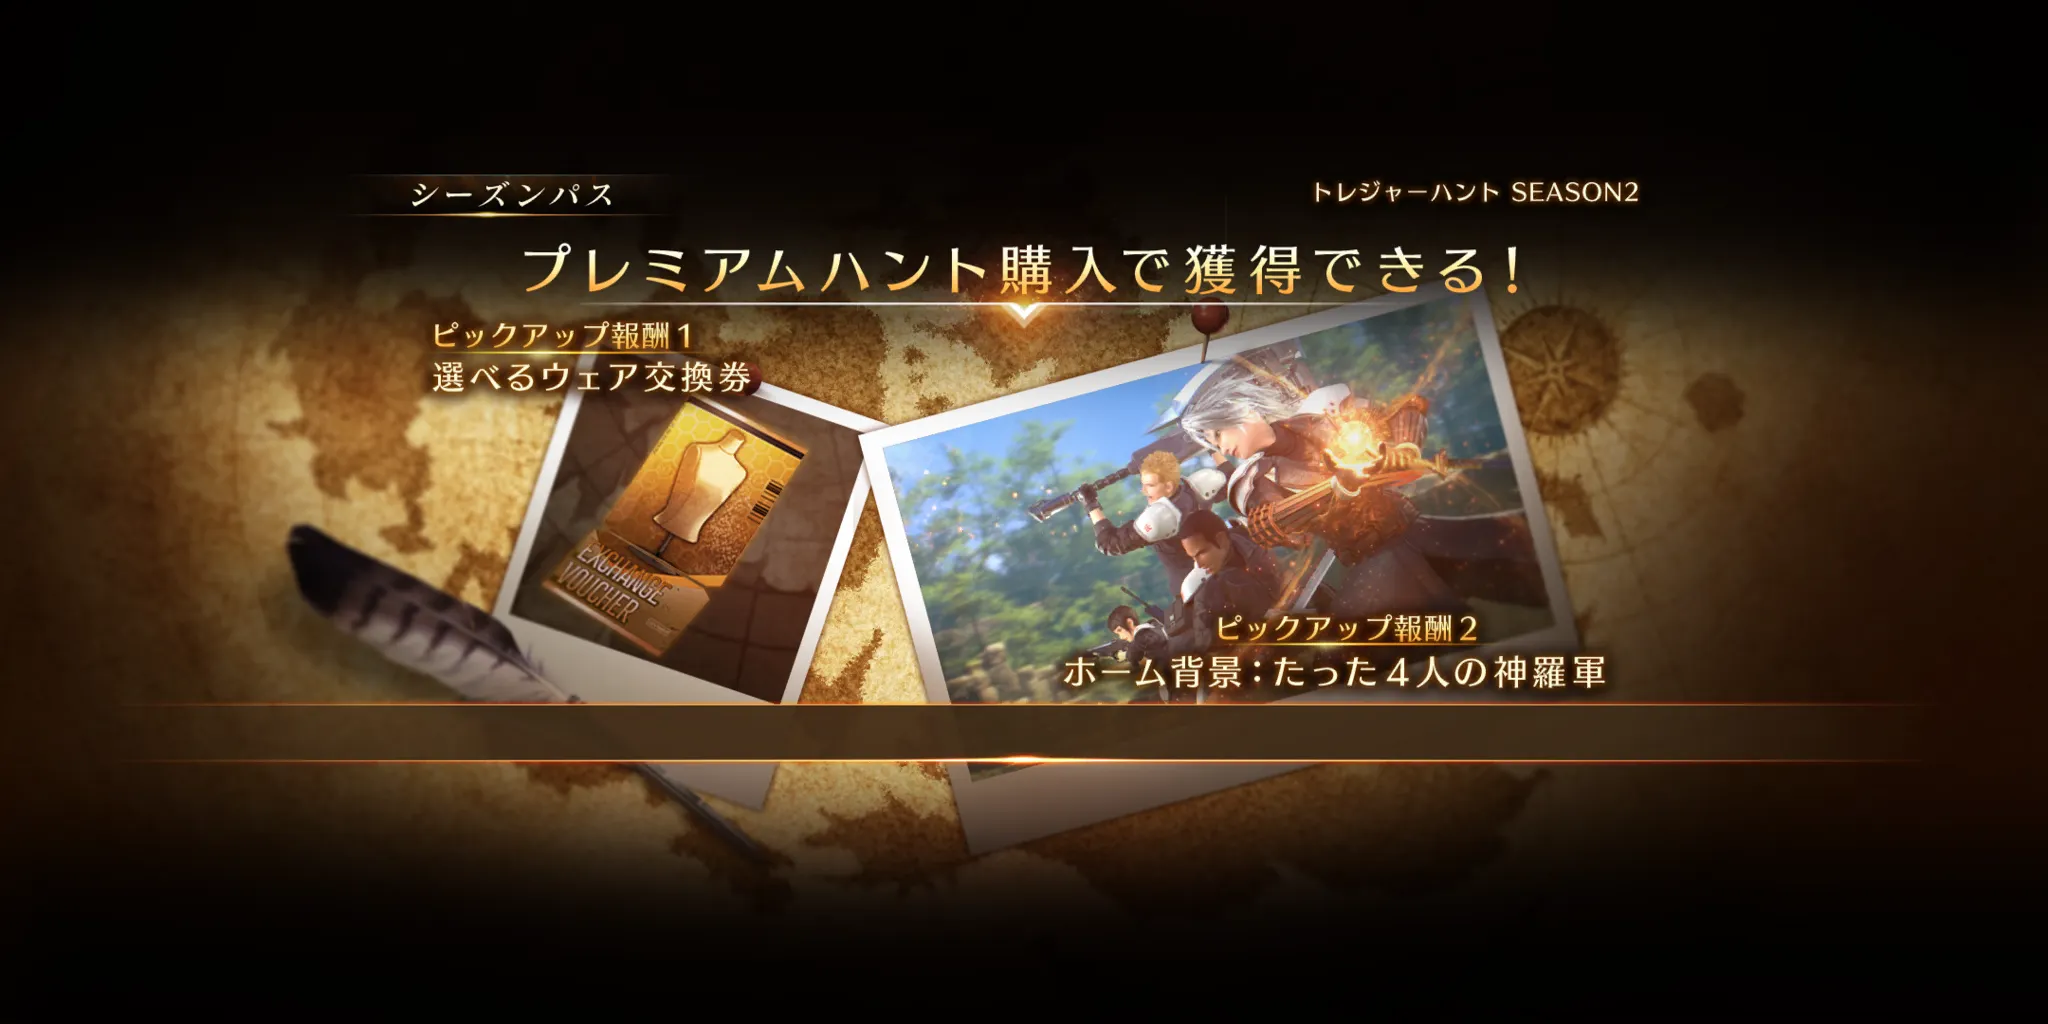 シーズンパス
トレジャーハント SEASON2
プレミアムハント購入で獲得できる！
ピックアップ報酬1
選べるウェア交換券
EXCHANGE
VOUCHER
ピックアップ報酬2
ホーム背景：たった4人の神羅軍